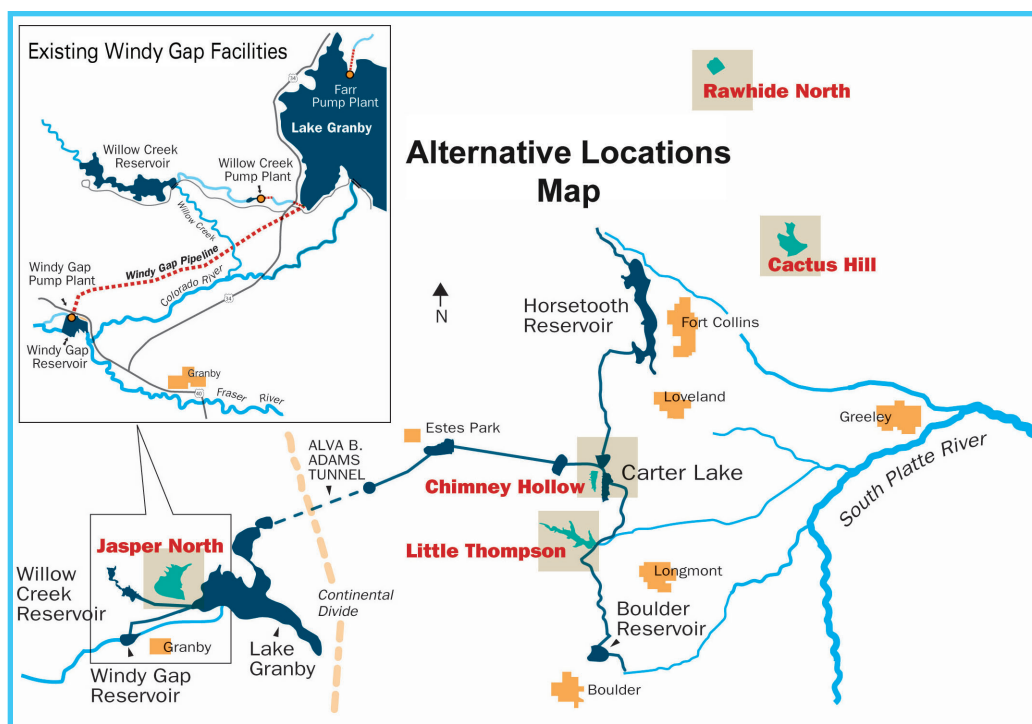 Existing Windy Gap Facilities
34
Farr
Pump Plant
Lake Granby
Willow Creek
Reservoir
Willow Creek
Pump Plant
Willow Creek
Windy Gap Pipeline
Colorado River
Windy Gap
Pump Plant
34
Windy Gap
Reservoir
Granby
40
Fraser River
Alternative Locations
Map
N
Rawhide North
Cactus Hill
Horsetooth
Reservoir
Fort Collins
Loveland
Greeley
South Platte River
Estes Park
ALVA B.
ADAMS
TUNNEL
Chimney Hollow
Carter Lake
Little Thompson
Longmont
Boulder
Reservoir
Boulder
Continental
Divide
Jasper North
Willow
Creek
Reservoir
Granby
Lake
Granby
Windy Gap
Reservoir